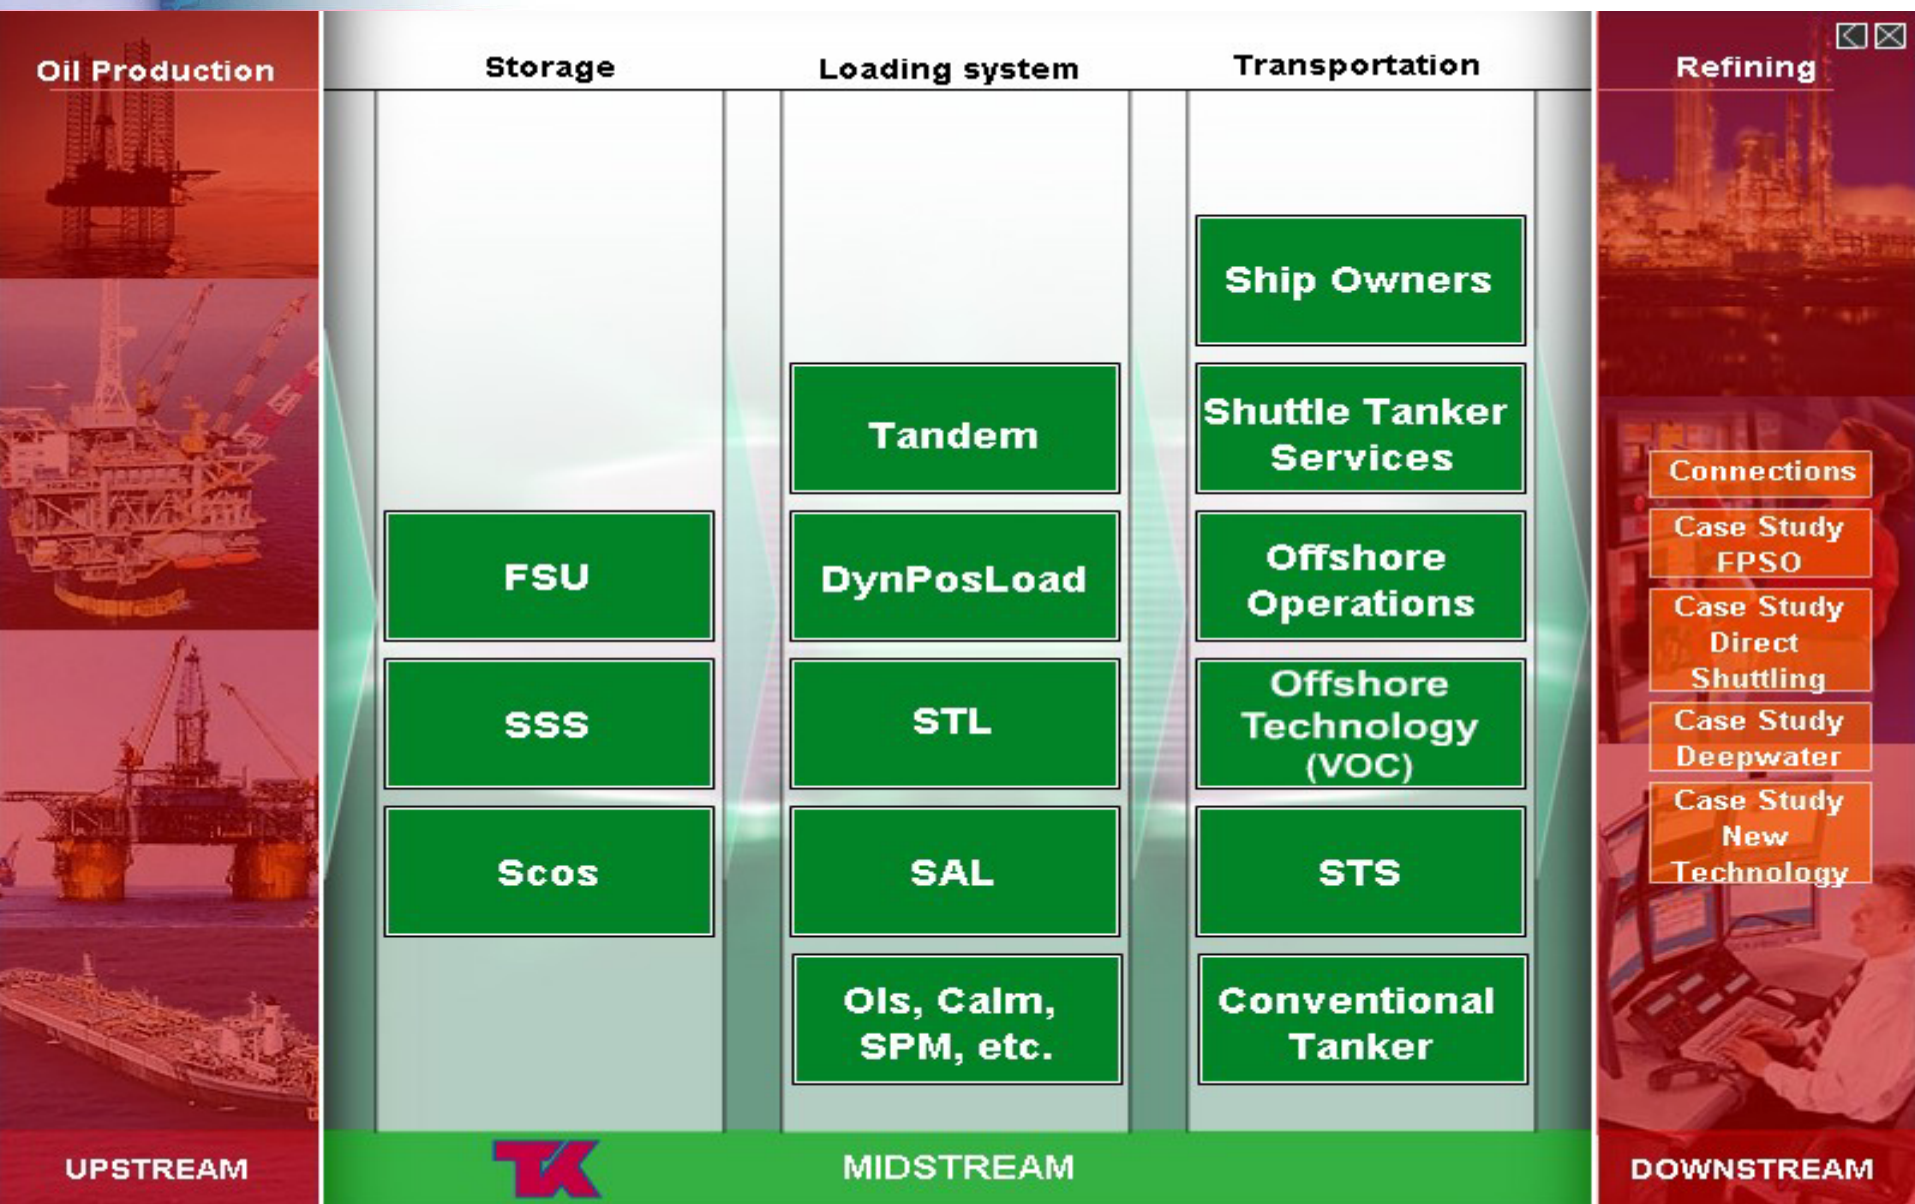 Oil Production
Storage
Loading system
Transportation
Refining
FSU
SSS
Scos
Tandem
DynPosLoad
STL
SAL
Ols, Calm,
SPM, etc.
Ship Owners
Shuttle Tanker
Services
Offshore
Operations
Offshore
Technology
(VOC)
STS
Conventional
Tanker
Connections
Case Study
FPSO
Case Study
Direct
Shuttling
Case Study
Deepwater
Case Study
New
Technology
UPSTREAM
TK
MIDSTREAM
DOWNSTREAM